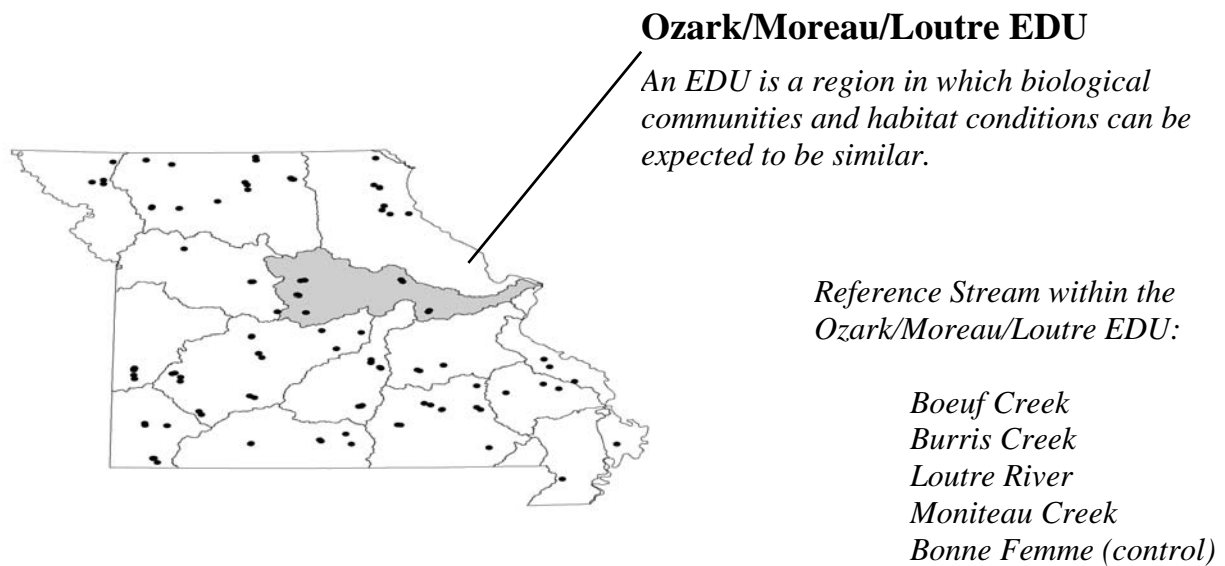 Ozark/Moreau/Loutre EDU
An EDU is a region in which biological
communities and habitat conditions can be
expected to be similar.
Reference Stream within the
Ozark/Moreau/Loutre EDU:
Boeuf Creek
Burris Creek
Loutre River
Moniteau Creek
Bonne Femme (control)